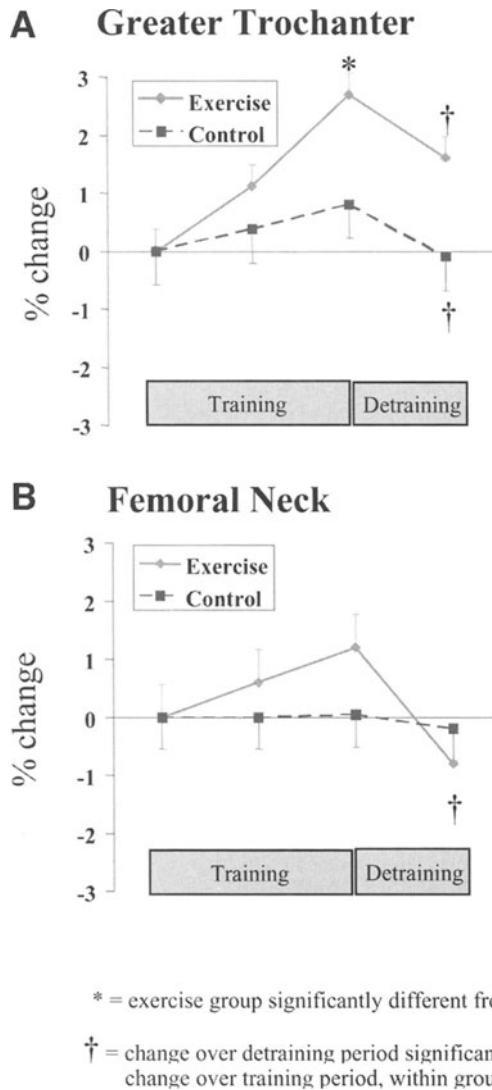 A Greater Trochanter
3
2
1
0
-1
-2
-3
% change
Exercise
Control
*
†
†
Training
Detraining
B Femoral Neck
3
2
1
0
-1
-2
-3
% change
Exercise
Control
†
Training
Detraining
* = exercise group significantly different fr
† = change over detraining period significan
change over training period, within grou